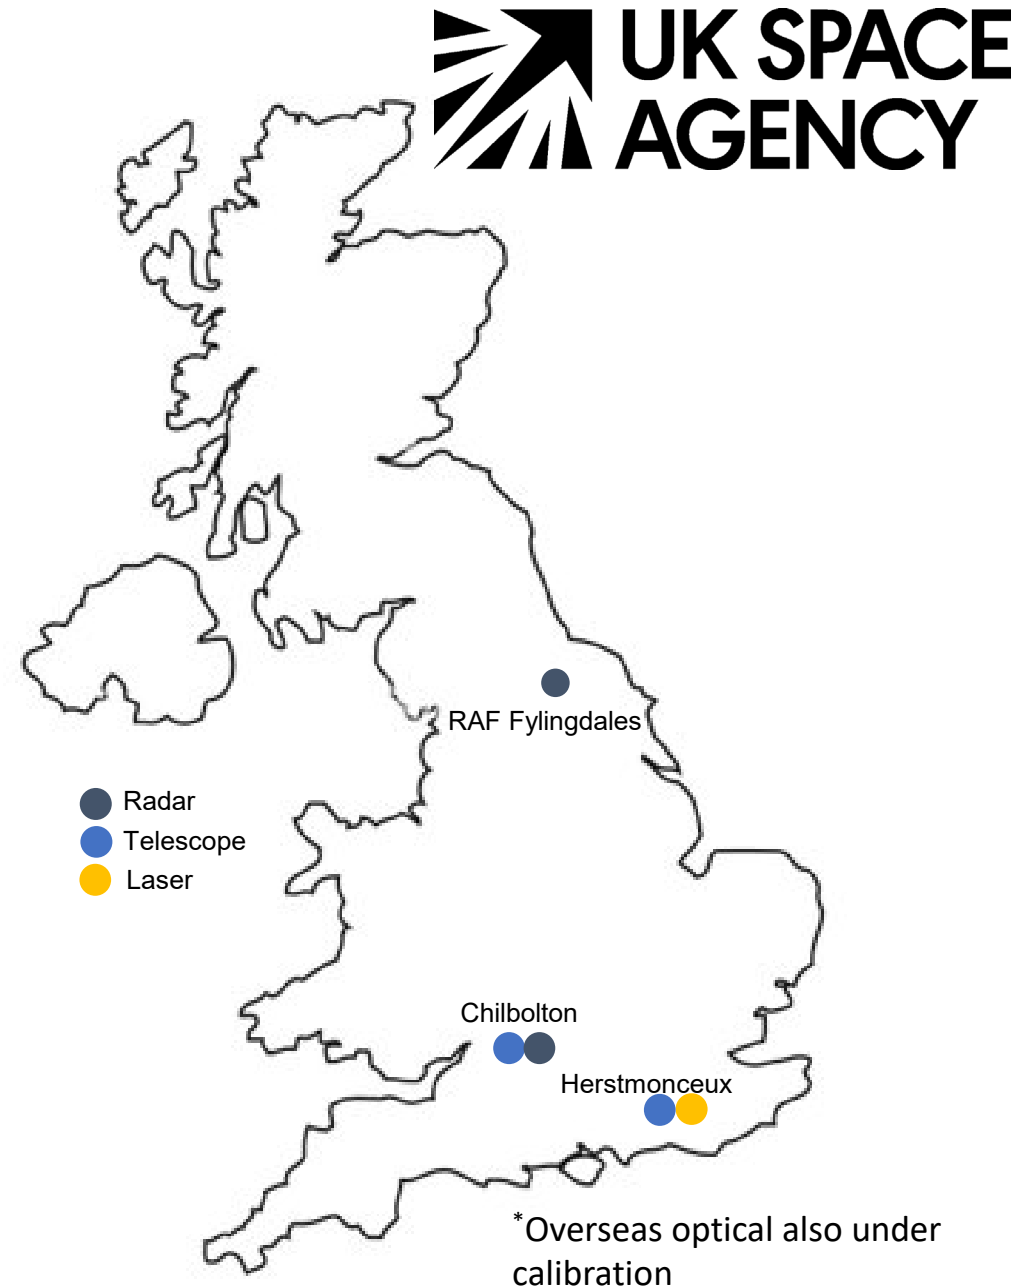 UK SPACE
AGENCY
RAF Fylingdales
Radar
Telescope
Laser
Chilbolton
Herstmonceux
*Overseas optical also under
calibration